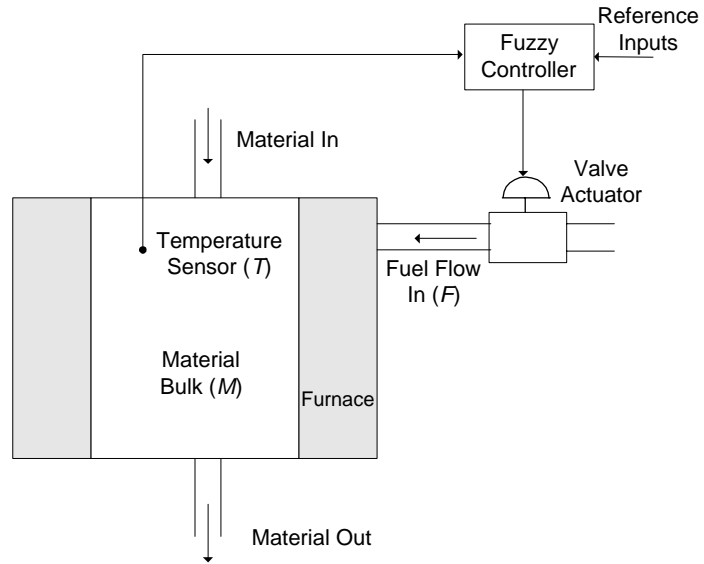 Reference
Inputs
Fuzzy
Controller
Material In
Valve
Actuator
Temperature
Sensor (T)
Fuel Flow
In (F)
Material
Bulk (M)
Furnace
Material Out